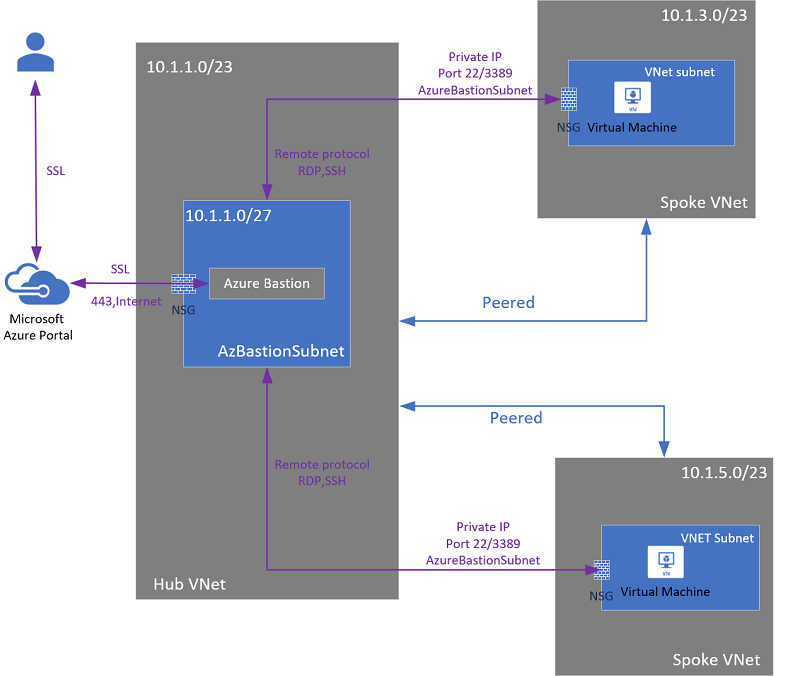 10.1.3.0/23
VNet subnet
VM
NSG
Virtual Machine
Spoke VNet
10.1.1.0/23
Private IP
Port 22/3389
AzureBastionSubnet
Remote protocol
RDP,SSH
SSL
10.1.1.0/27
SSL
443,Internet
NSG
Azure Bastion
AzBastionSubnet
Microsoft
Azure Portal
Peered
Peered
Remote protocol
RDP,SSH
Private IP
Port 22/3389
AzureBastionSubnet
Hub VNet
10.1.5.0/23
VNET Subnet
VM
NSG
Virtual Machine
Spoke VNet